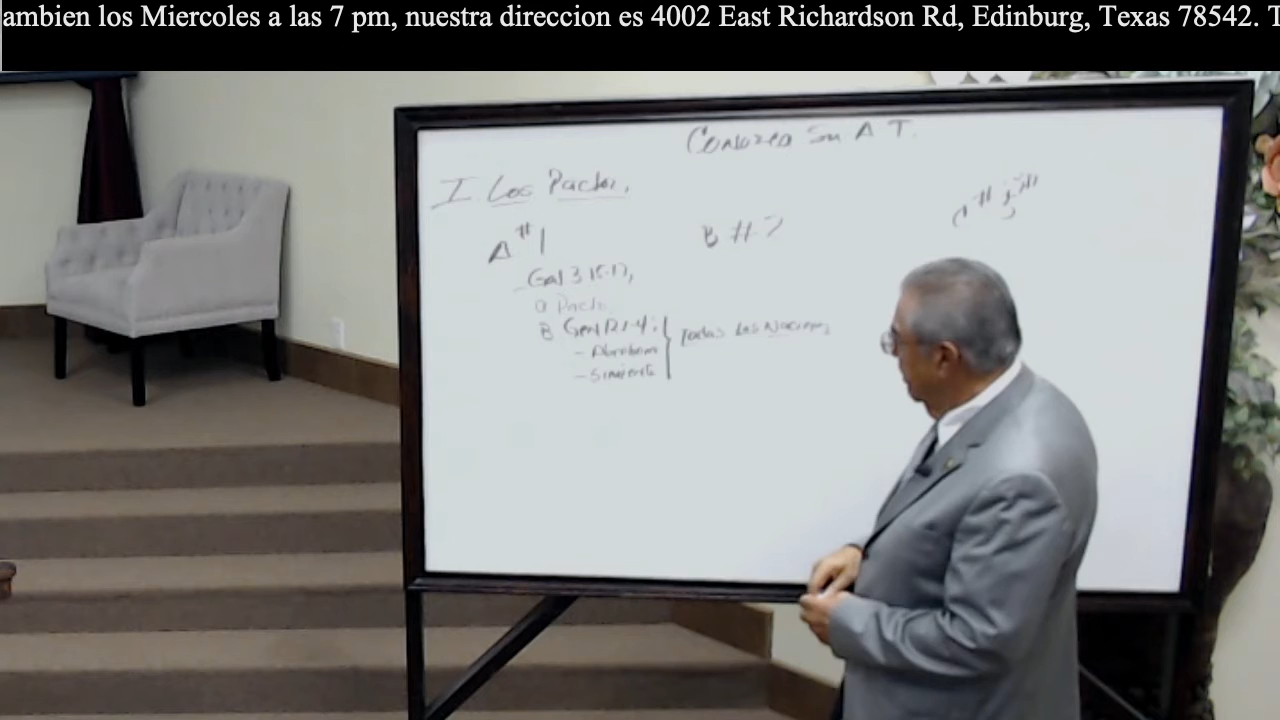 ambien los Miercoles a las 7 pm, nuestra direccion es 4002 East Richardson Rd, Edinburg, Texas 78542. T
Conozca Su A T.
I. Los Pactos.
A #1
B #2
Gal 3 15-17,
a Pacto
B Gen 12 1-4:
Todas Las Naciones
- Abraham
- Simiente